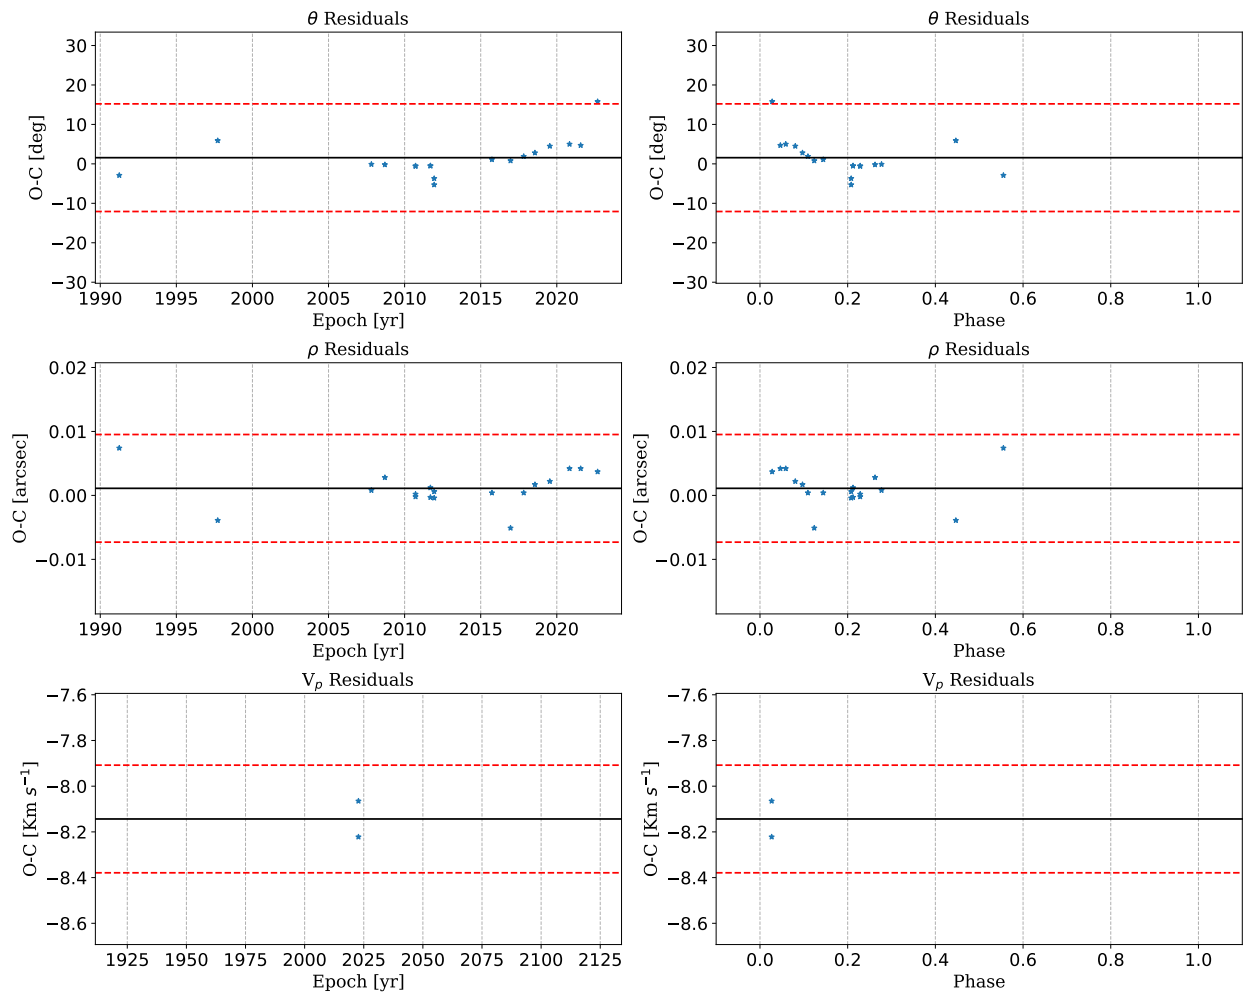 θ Residuals
O-C [deg]
30
20
10
0
−10
−20
−30
1990 1995 2000 2005 2010 2015 2020
Epoch [yr]
θ Residuals
O-C [deg]
30
20
10
0
−10
−20
−30
0.0 0.2 0.4 0.6 0.8 1.0
Phase
ρ Residuals
O-C [arcsec]
0.02
0.01
0.00
−0.01
1990 1995 2000 2005 2010 2015 2020
Epoch [yr]
ρ Residuals
O-C [arcsec]
0.02
0.01
0.00
−0.01
0.0 0.2 0.4 0.6 0.8 1.0
Phase
Vₚ Residuals
O-C [Km s⁻¹]
−7.6
−7.8
−8.0
−8.2
−8.4
−8.6
1925 1950 1975 2000 2025 2050 2075 2100 2125
Epoch [yr]
Vₚ Residuals
O-C [Km s⁻¹]
−7.6
−7.8
−8.0
−8.2
−8.4
−8.6
0.0 0.2 0.4 0.6 0.8 1.0
Phase